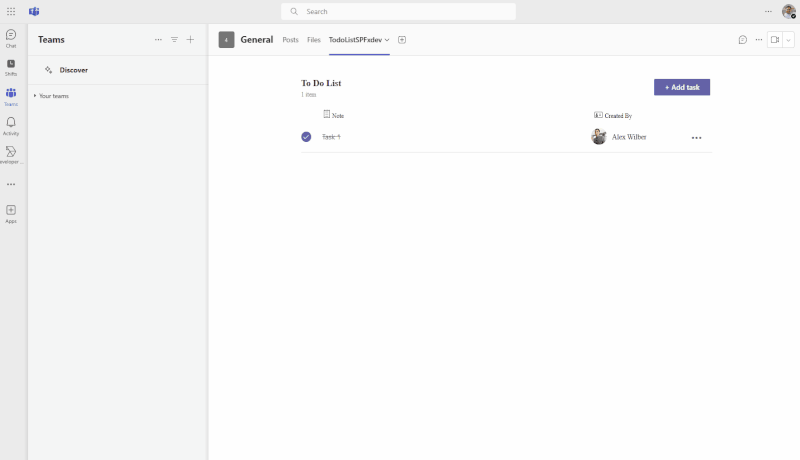 Search
Chat
Shifts
Teams
Activity
eveloper ...
Apps
Teams
Discover
Your teams
General
Posts
Files
TodoListSPFxdev
To Do List
1 item
+ Add task
Note
Created By
Task 1
Alex Wilber